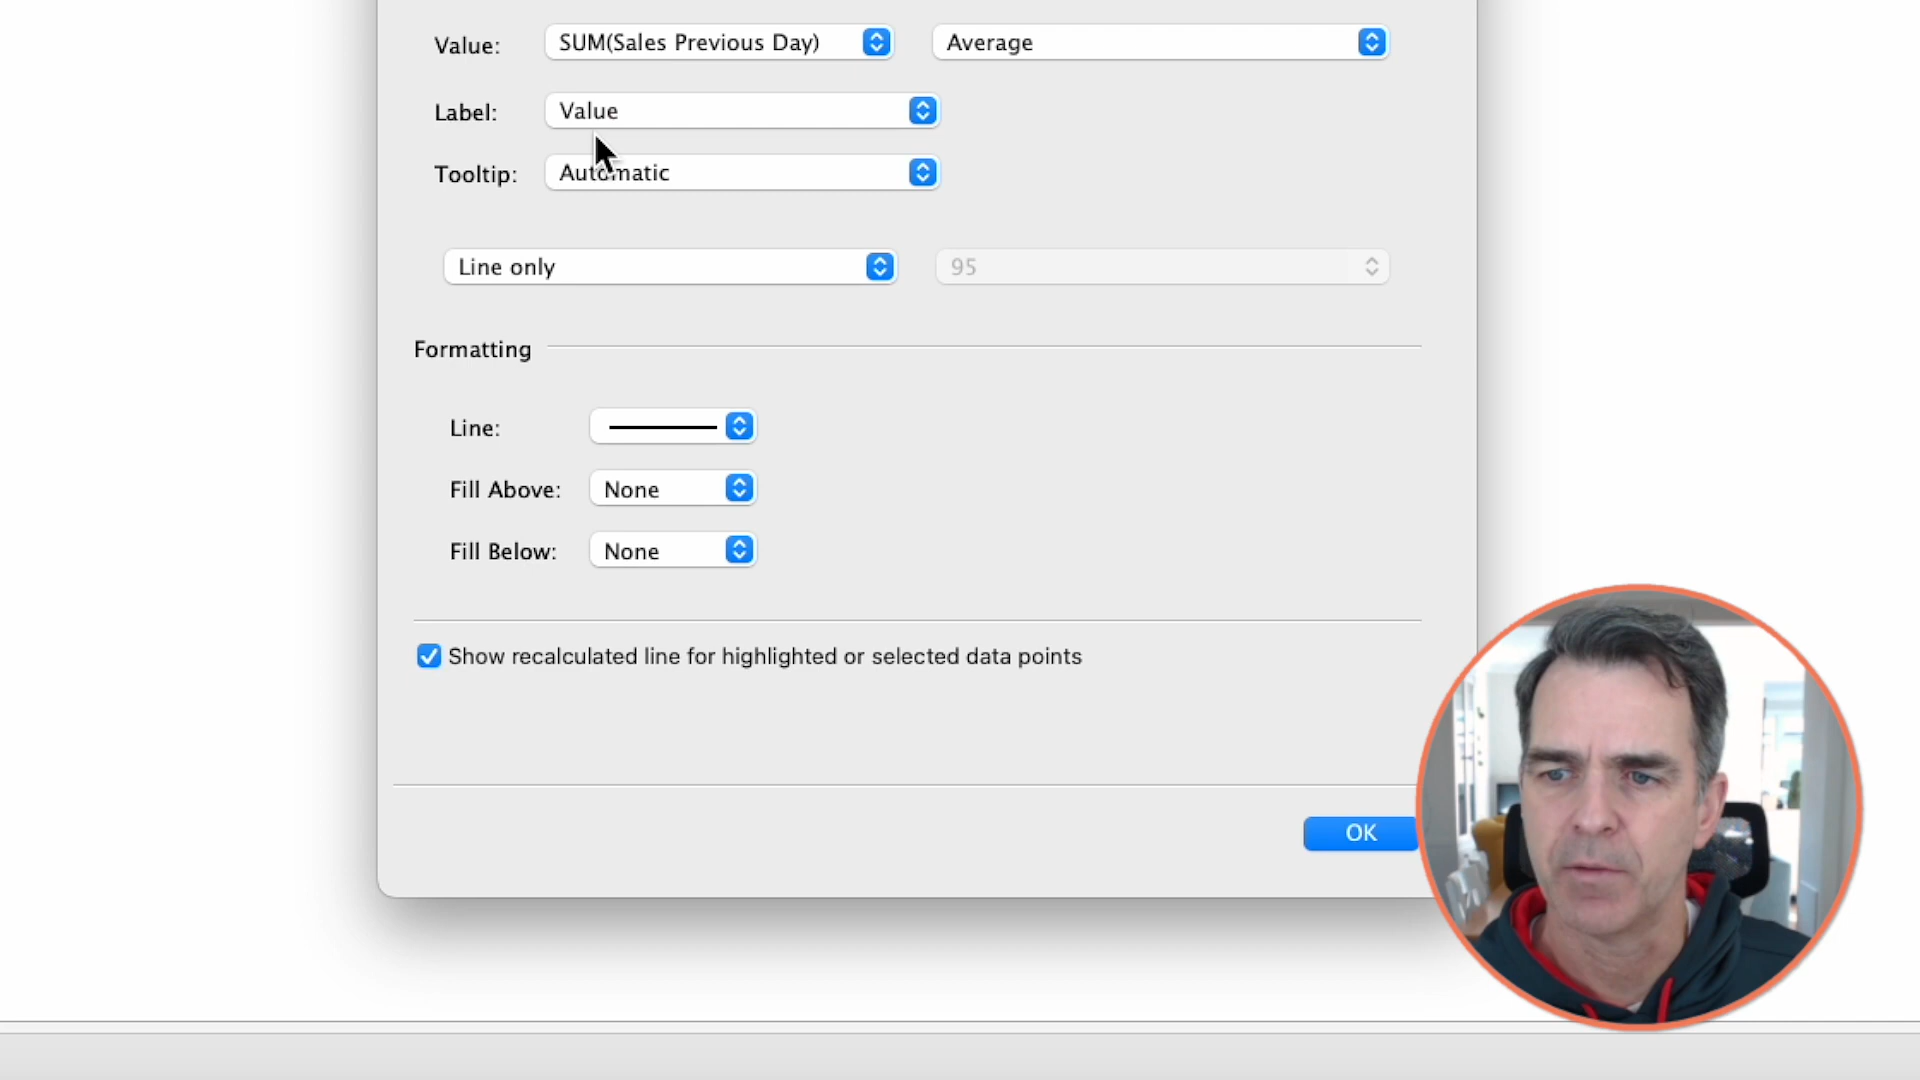 Value: SUM(Sales Previous Day) Average
Label: Value
Tooltip: Automatic
Line only 95
Formatting
Line:
Fill Above: None
Fill Below: None
Show recalculated line for highlighted or selected data points
OK